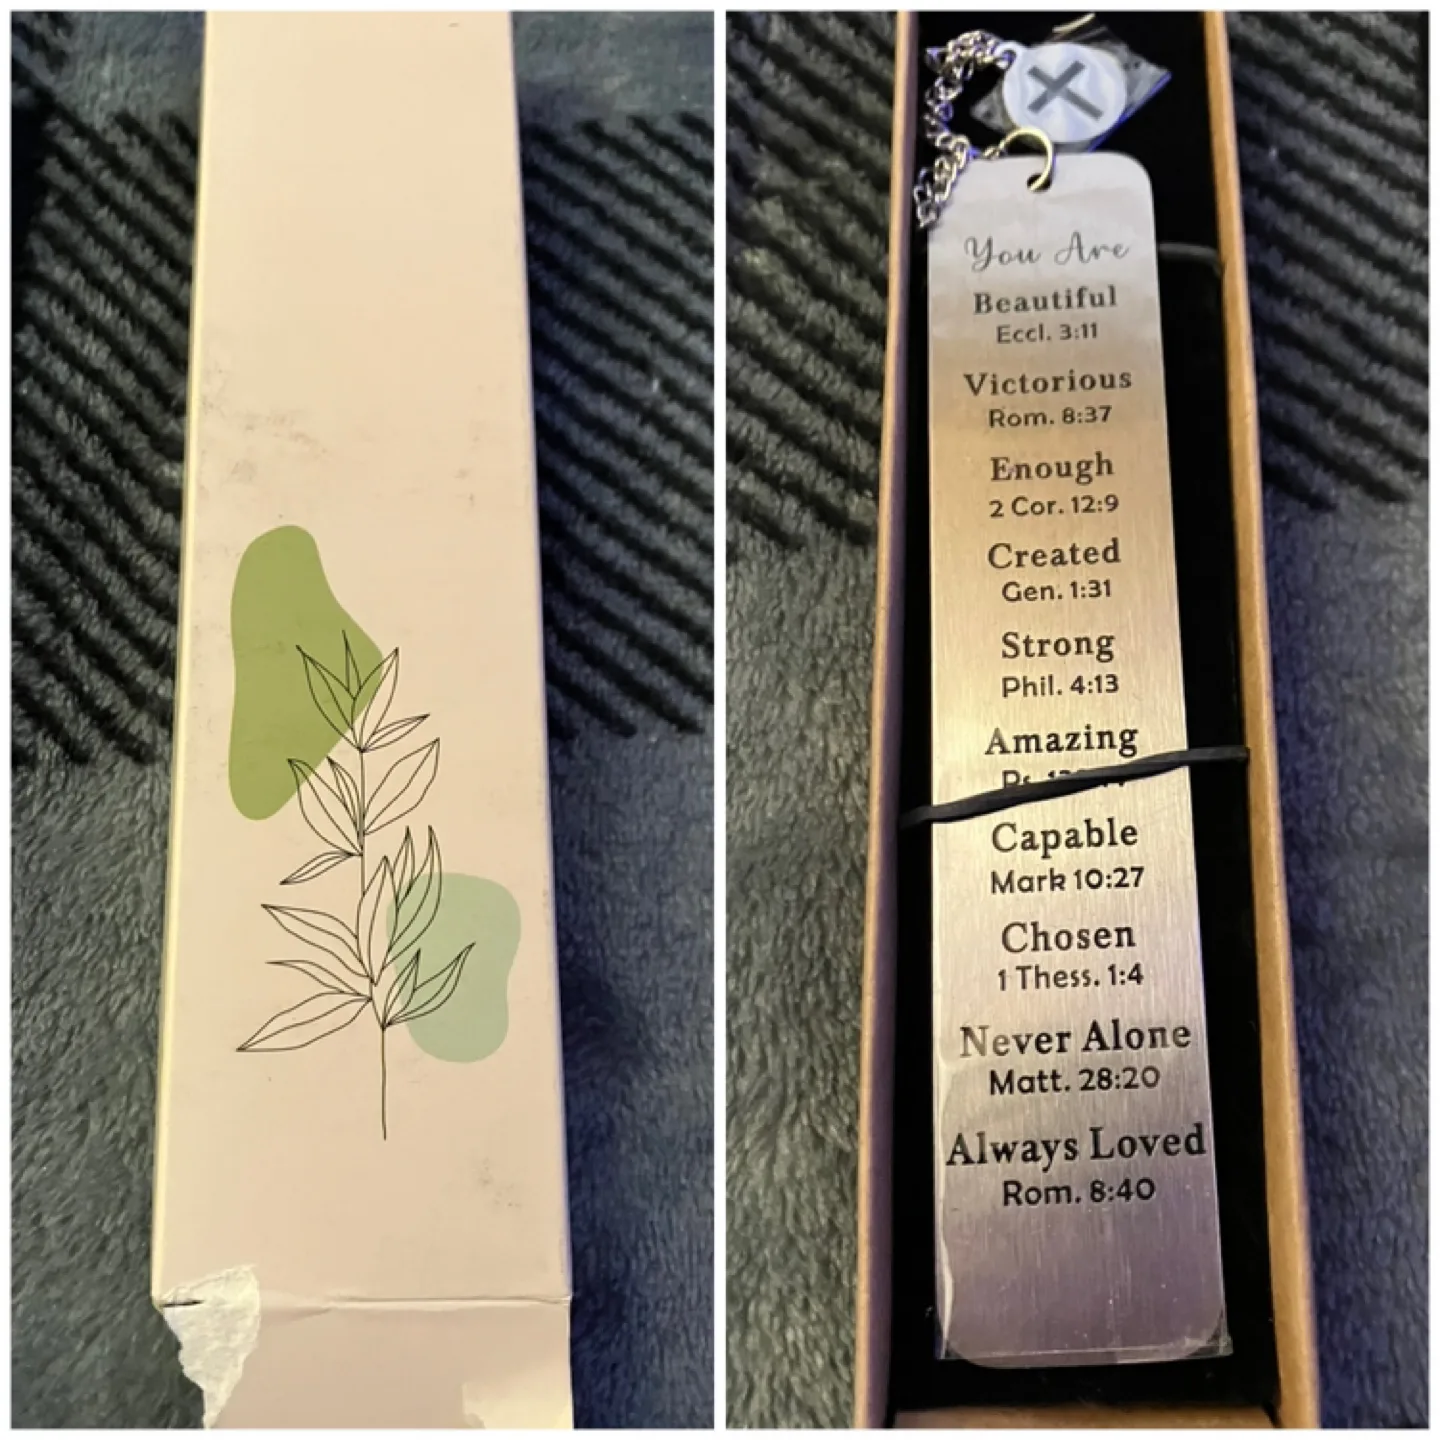 You Are
Beautiful
Eccl. 3:11
Victorious
Rom. 8:37
Enough
2 Cor. 12:9
Created
Gen. 1:31
Strong
Phil. 4:13
Amazing
Ps.
Capable
Mark 10:27
Chosen
1 Thess. 1:4
Never Alone
Matt. 28:20
Always Loved
Rom. 8:40